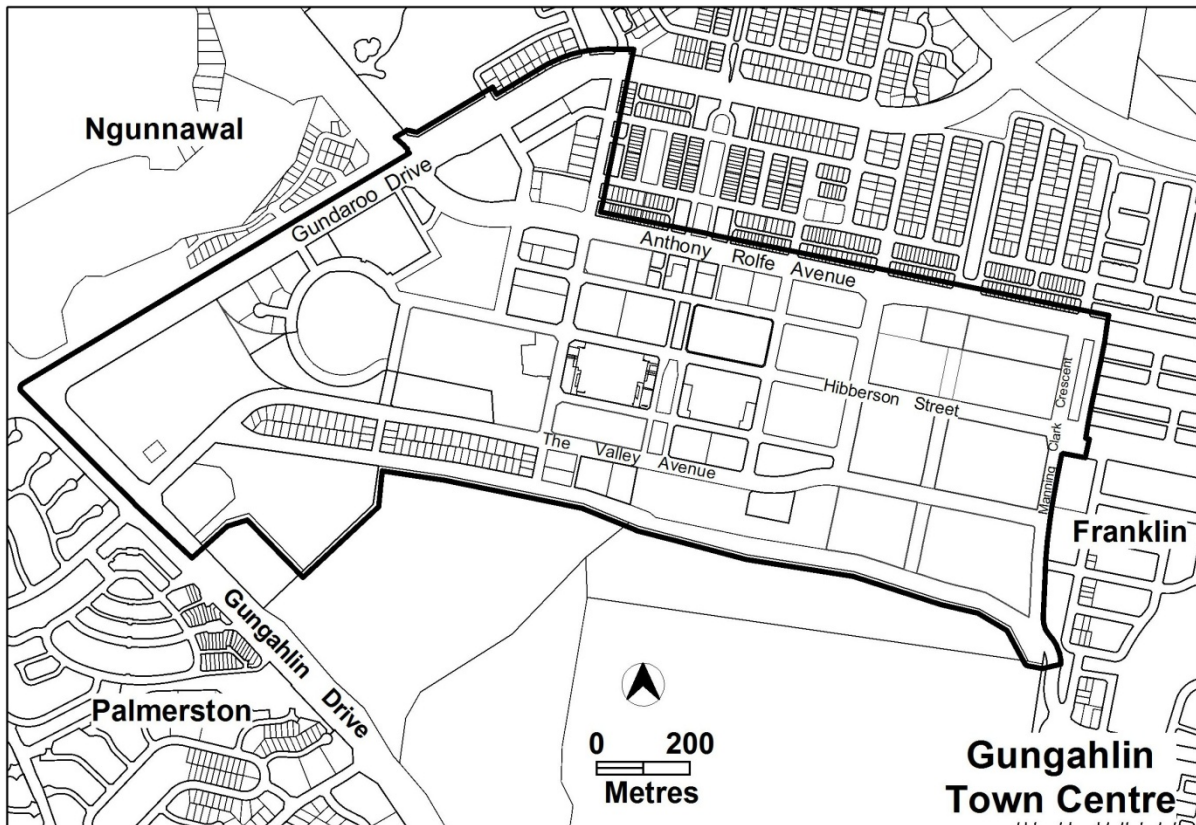 Ngunnawal
Gundaroo Drive
Anthony Rolfe Avenue
Hibberson Street
Manning Clark Crescent
The Valley Avenue
Franklin
Gungahlin Drive
Palmerston
0 200
Metres
Gungahlin
Town Centre